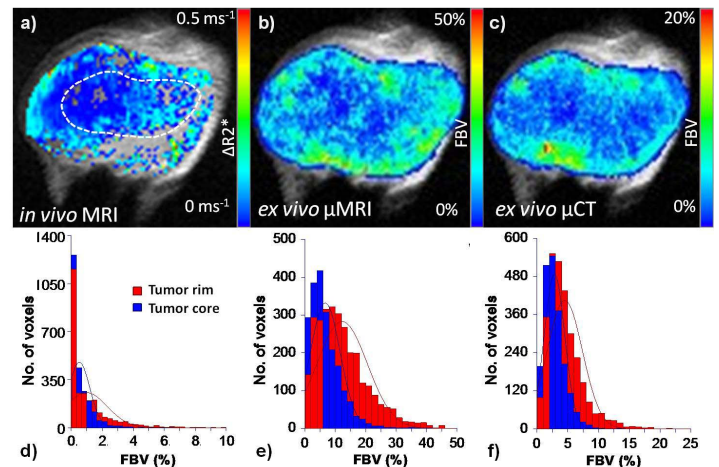 a) 0.5 ms-1 b) 50% c) 20%
ΔR2* FBV FBV
in vivo MRI 0 ms-1 ex vivo μMRI 0% ex vivo μCT 0%
1400 500 600
1050 400 480
700 300 360
350 200 240
0 100 120
0 0
No. of voxels No. of voxels No. of voxels
Tumor rim
Tumor core
0. 2. 4 6 8 10 0 10 20 30 40 50 0 5 10 15 20 25
d) FBV (%) e) FBV (%) f) FBV (%)